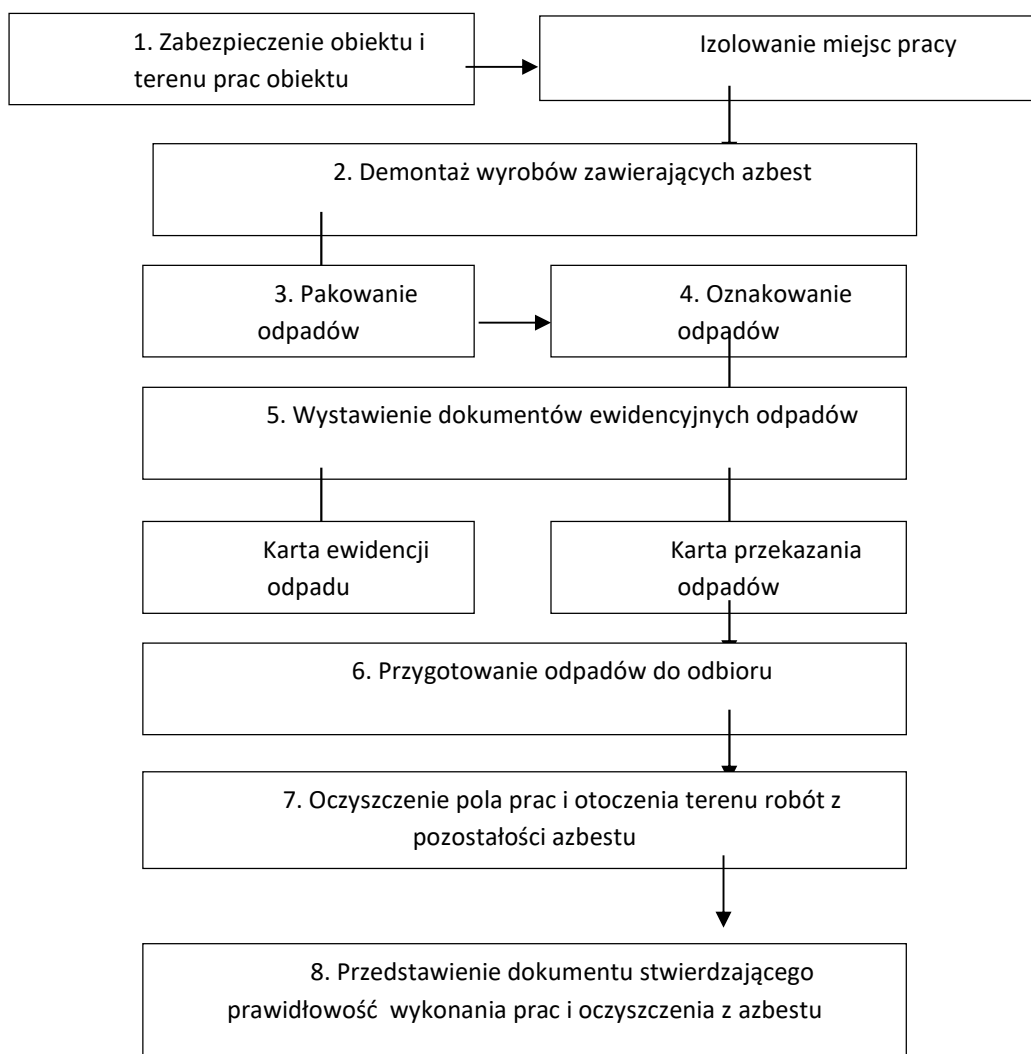 1. Zabezpieczenie obiektu i
terenu prac obiektu
Izolowanie miejsc pracy
2. Demontaż wyrobów zawierających azbest
3. Pakowanie
odpadów
4. Oznakowanie
odpadów
5. Wystawienie dokumentów ewidencyjnych odpadów
Karta ewidencji
odpadu
Karta przekazania
odpadów
6. Przygotowanie odpadów do odbioru
7. Oczyszczenie pola prac i otoczenia terenu robót z
pozostałości azbestu
8. Przedstawienie dokumentu stwierdzającego
prawidłowość wykonania prac i oczyszczenia z azbestu